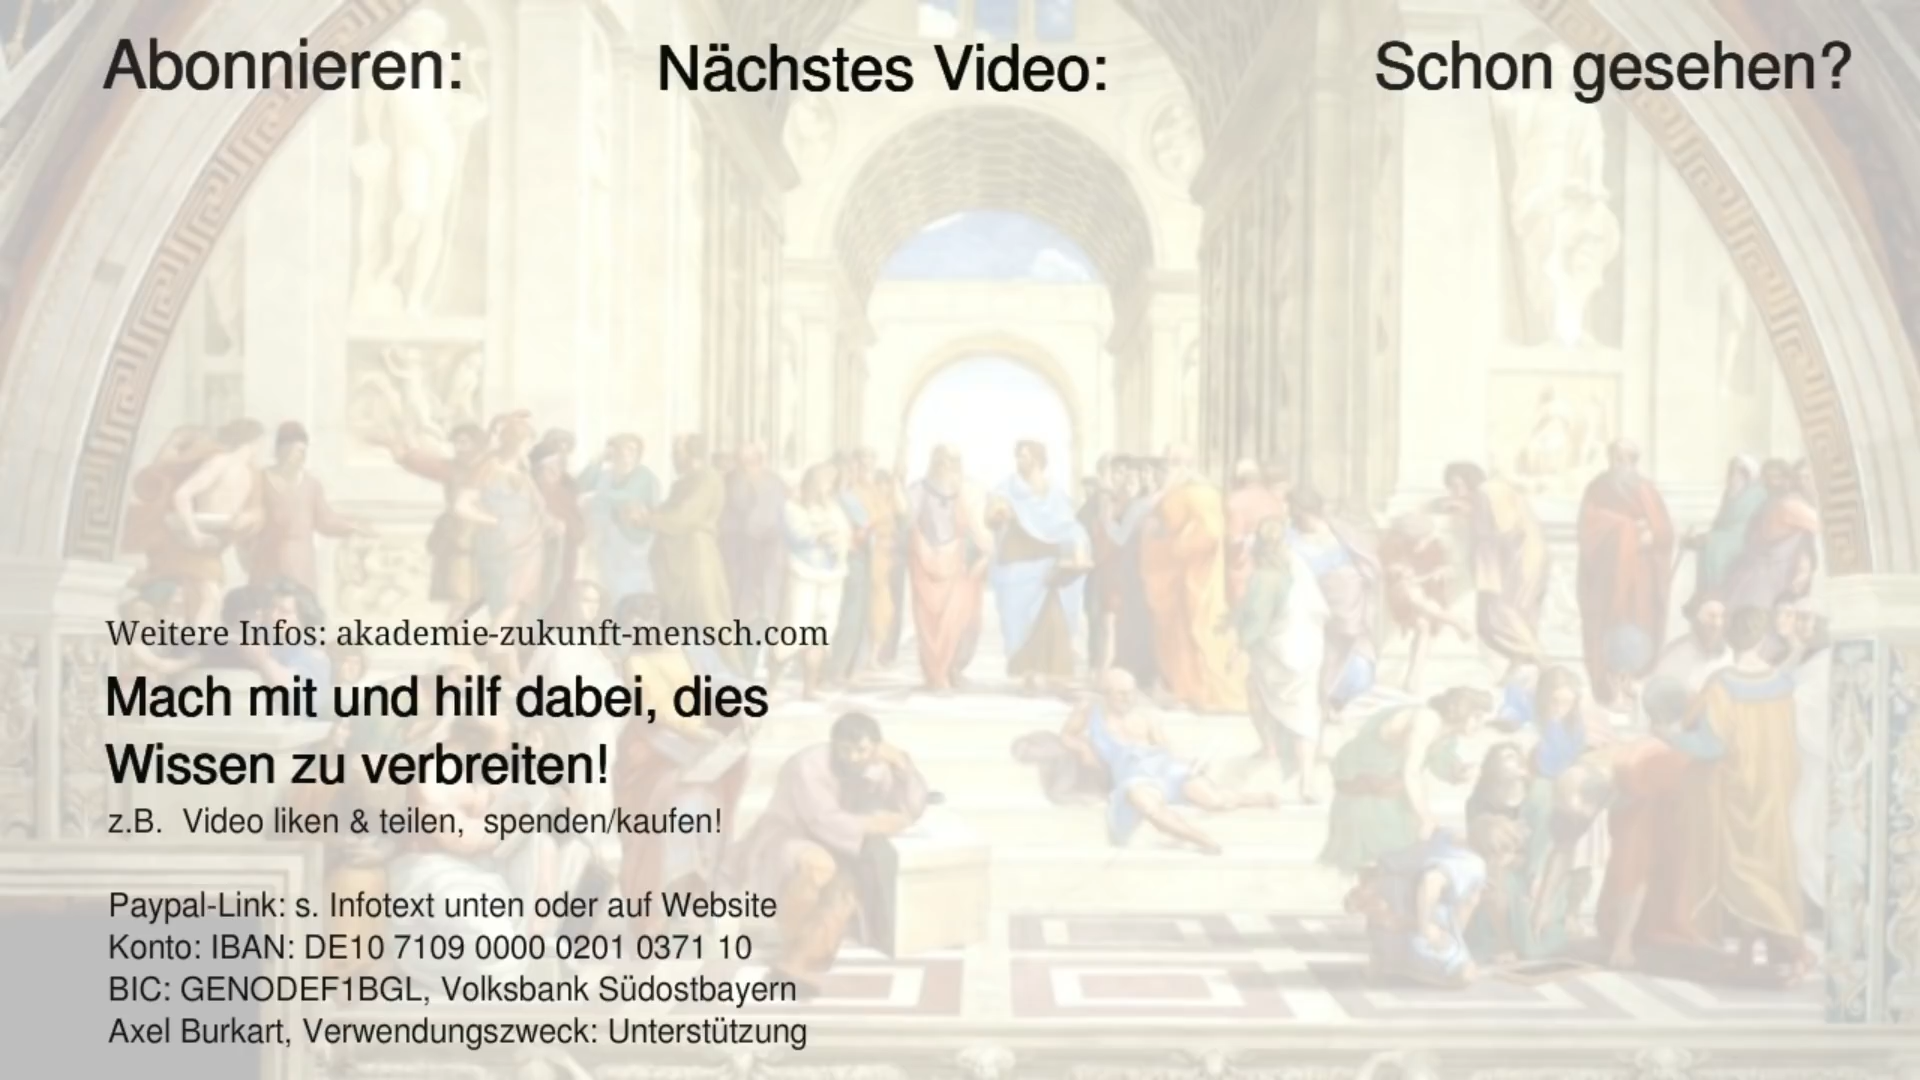 Abonnieren:
Nächstes Video:
Schon gesehen?
Weitere Infos: akademie-zukunft-mensch.com
Mach mit und hilf dabei, dies
Wissen zu verbreiten!
z.B.  Video liken & teilen,  spenden/kaufen!
Paypal-Link: s. Infotext unten oder auf Website
Konto: IBAN: DE10 7109 0000 0201 0371 10
BIC: GENODEF1BGL, Volksbank Südostbayern
Axel Burkart, Verwendungszweck: Unterstützung